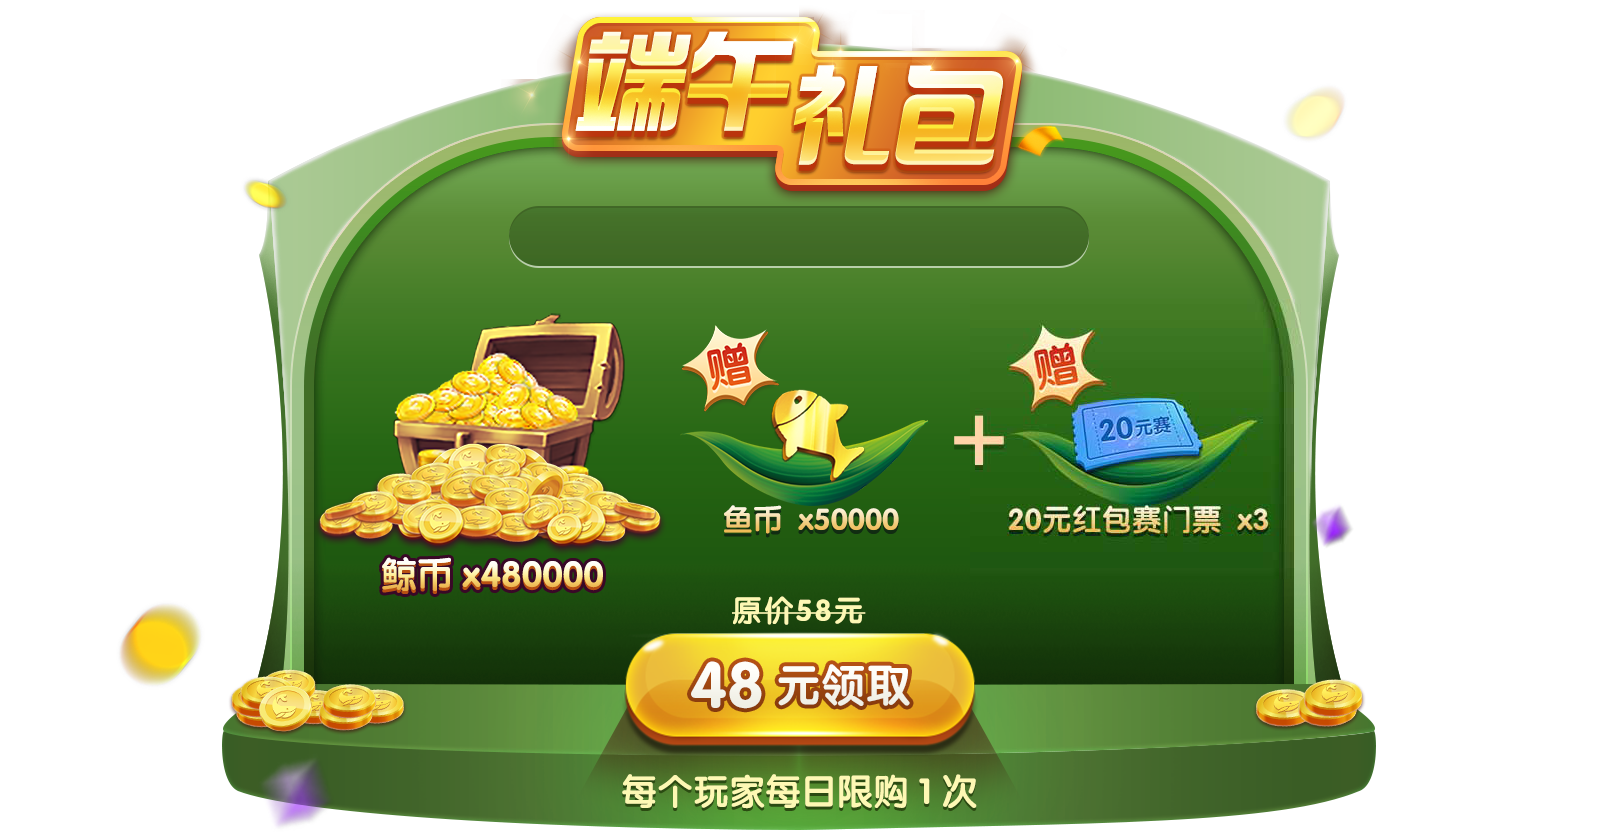 端午礼包
赠
赠
20元赛
鱼币 x50000
20元红包赛门票 x3
鲸币 x480000
原价58元
48元领取
每个玩家每日限购1次